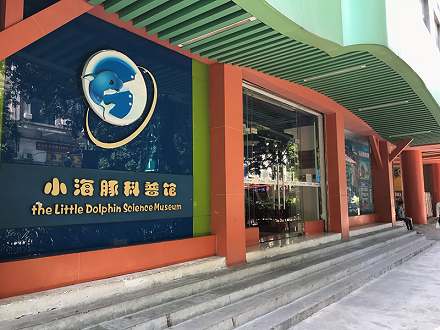 小海豚科普馆
the Little Dolphin Science Museum